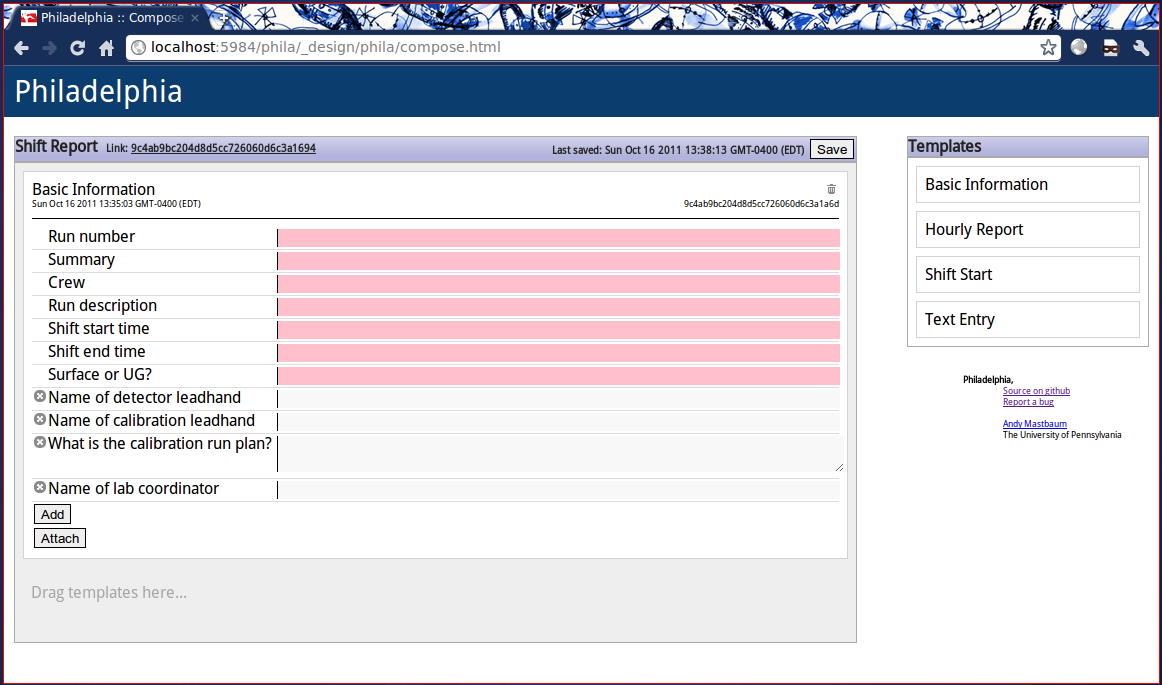 Philadelphia :: Compose
localhost:5984/phila/_design/phila/compose.html
Philadelphia
Shift Report Link: 9c4ab9bc204d8d5cc726060d6c3a1694 Last saved: Sun Oct 16 2011 13:38:13 GMT-0400 (EDT) Save
Basic Information
Sun Oct 16 2011 13:35:03 GMT-0400 (EDT) 9c4ab9bc204d8d5cc726060d6c3a1a6d
Run number
Summary
Crew
Run description
Shift start time
Shift end time
Surface or UG?
Name of detector leadhand
Name of calibration leadhand
What is the calibration run plan?
Name of lab coordinator
Add
Attach
Drag templates here...
Templates
Basic Information
Hourly Report
Shift Start
Text Entry
Philadelphia,
Source on github
Report a bug
Andy Mastbaum
The University of Pennsylvania